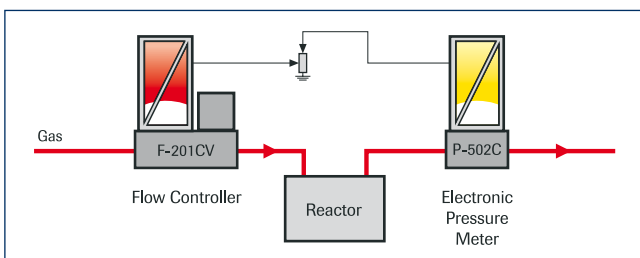 Gas
F-201CV
P-502C
Flow Controller
Reactor
Electronic
Pressure
Meter